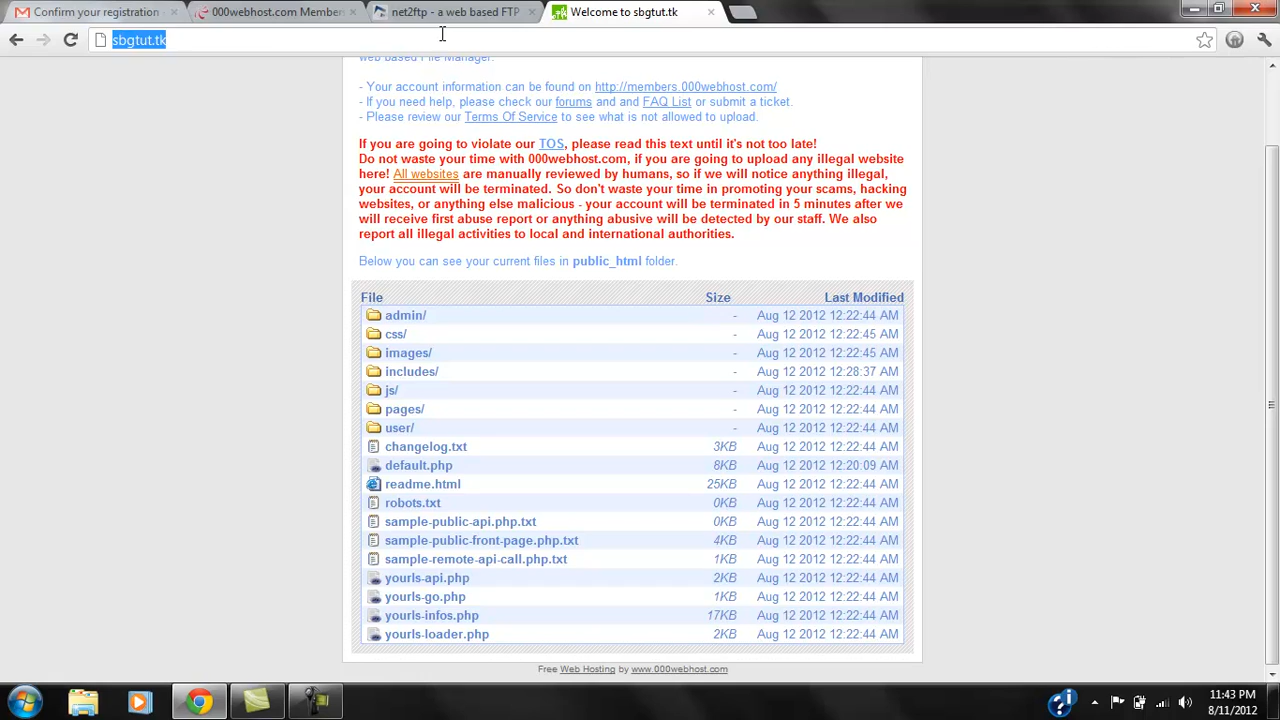 Confirm your registration
000webhost.com Members
net2ftp - a web based FTP
Welcome to sbgtut.tk
sbgtut.tk
web based File Manager.
- Your account information can be found on http://members.000webhost.com/
- If you need help, please check our forums and and FAQ List or submit a ticket.
- Please review our Terms Of Service to see what is not allowed to upload.
If you are going to violate our TOS, please read this text until it's not too late!
Do not waste your time with 000webhost.com, if you are going to upload any illegal website
here! All websites are manually reviewed by humans, so if we will notice anything illegal,
your account will be terminated. So don't waste your time in promoting your scams, hacking
websites, or anything else malicious - your account will be terminated in 5 minutes after we
will receive first abuse report or anything abusive will be detected by our staff. We also
report all illegal activities to local and international authorities.
Below you can see your current files in public_html folder.
File Size Last Modified
admin/ - Aug 12 2012 12:22:44 AM
css/ - Aug 12 2012 12:22:45 AM
images/ - Aug 12 2012 12:22:45 AM
includes/ - Aug 12 2012 12:28:37 AM
js/ - Aug 12 2012 12:22:44 AM
pages/ - Aug 12 2012 12:22:44 AM
user/ - Aug 12 2012 12:22:44 AM
changelog.txt 3KB Aug 12 2012 12:22:44 AM
default.php 8KB Aug 12 2012 12:20:09 AM
readme.html 25KB Aug 12 2012 12:22:44 AM
robots.txt 0KB Aug 12 2012 12:22:44 AM
sample-public-api.php.txt 0KB Aug 12 2012 12:22:44 AM
sample-public-front-page.php.txt 4KB Aug 12 2012 12:22:44 AM
sample-remote-api-call.php.txt 1KB Aug 12 2012 12:22:44 AM
yourls-api.php 2KB Aug 12 2012 12:22:44 AM
yourls-go.php 1KB Aug 12 2012 12:22:44 AM
yourls-infos.php 17KB Aug 12 2012 12:22:44 AM
yourls-loader.php 2KB Aug 12 2012 12:22:44 AM
Free Web Hosting by www.000webhost.com
11:43 PM
8/11/2012